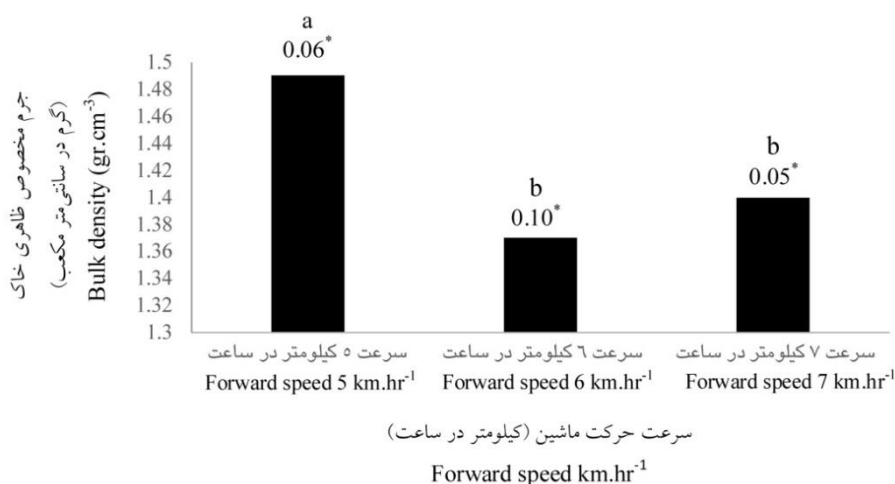 جرم مخصوص ظاهری خاک
(گرم در سانتی‌متر مکعب)
Bulk density (gr.cm⁻³)
1.5
1.48
1.46
1.44
1.42
1.4
1.38
1.36
1.34
1.32
1.3
a
0.06*
b
0.10*
b
0.05*
سرعت ٥ کیلومتر در ساعت
Forward speed 5 km.hr⁻¹
سرعت ٦ کیلومتر در ساعت
Forward speed 6 km.hr⁻¹
سرعت ٧ کیلومتر در ساعت
Forward speed 7 km.hr⁻¹
سرعت حرکت ماشین (کیلومتر در ساعت)
Forward speed km.hr⁻¹